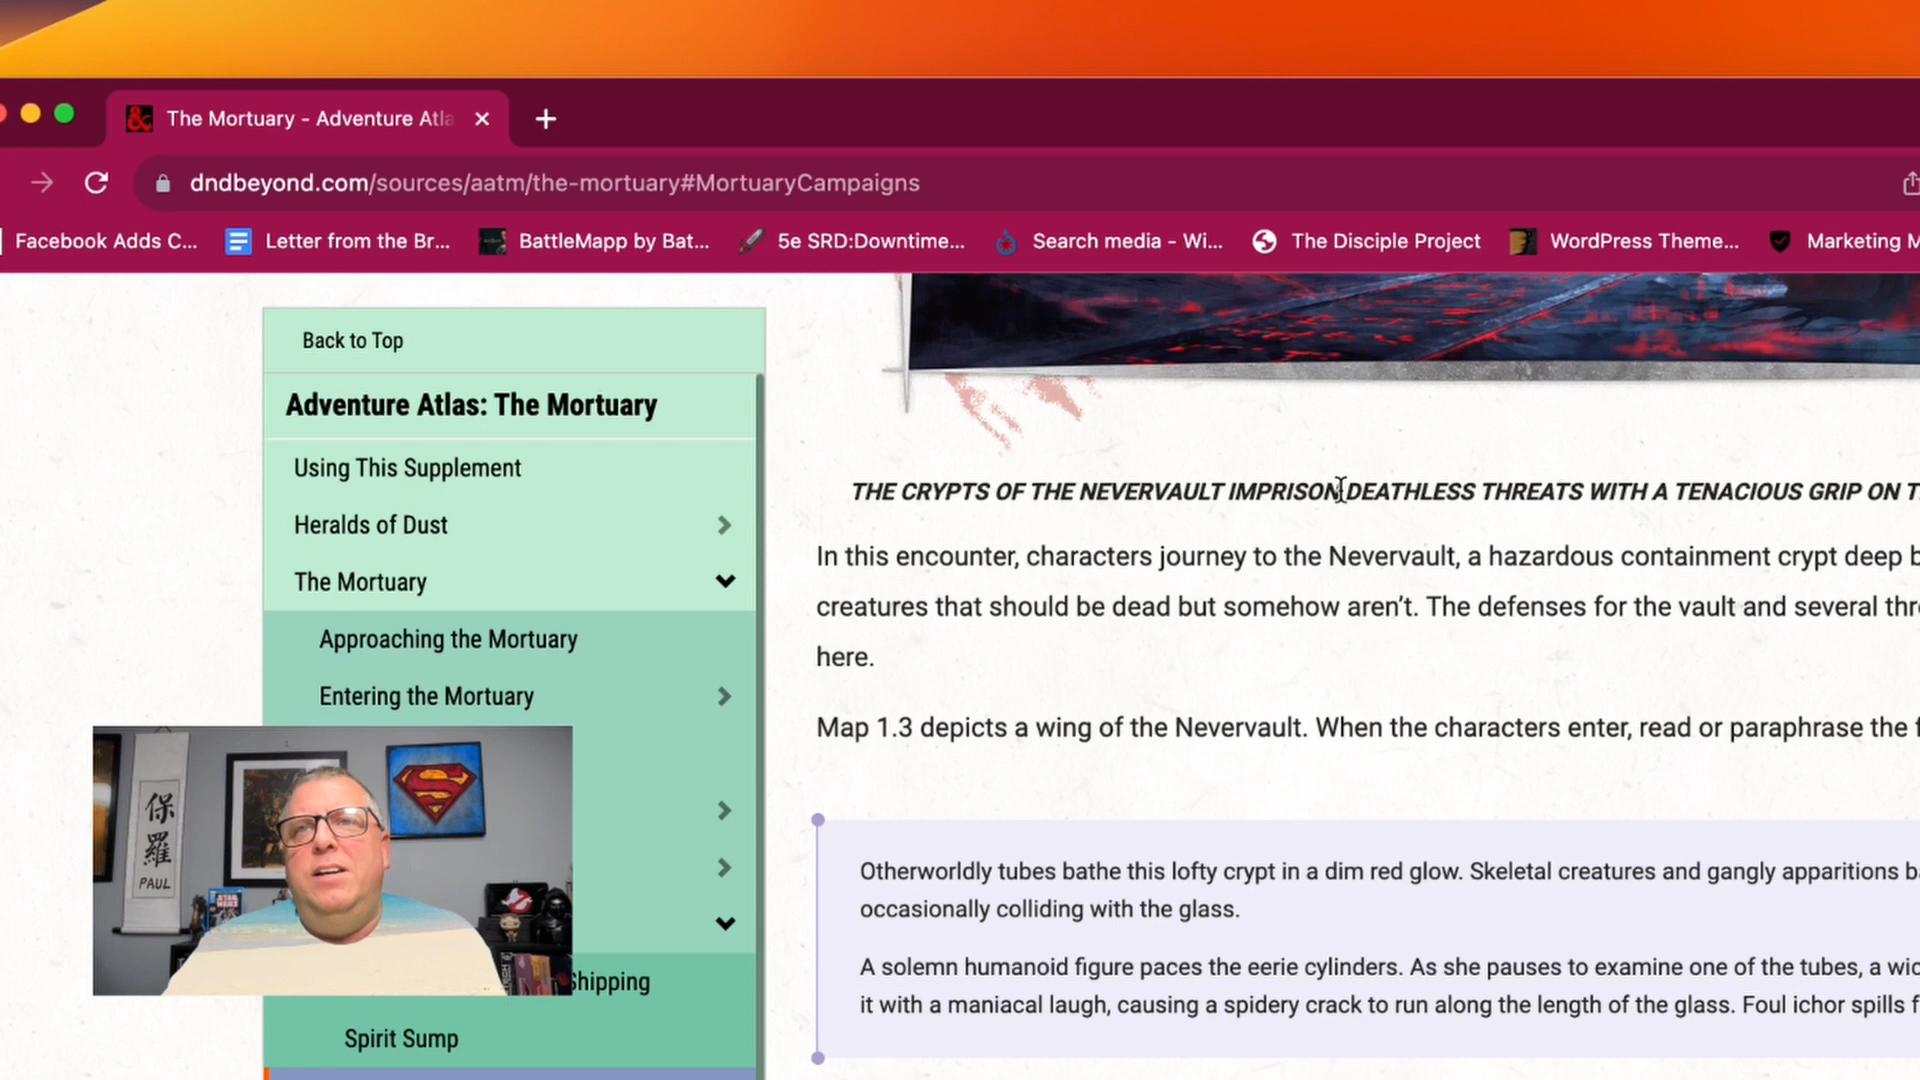 The Mortuary - Adventure Atla
dndbeyond.com/sources/aatm/the-mortuary#MortuaryCampaigns
Facebook Adds C... Letter from the Br... BattleMapp by Bat... 5e SRD:Downtime... Search media - Wi... The Disciple Project WordPress Theme... Marketing M
Back to Top
Adventure Atlas: The Mortuary
Using This Supplement
Heralds of Dust
The Mortuary
Approaching the Mortuary
Entering the Mortuary
Shipping
Spirit Sump
THE CRYPTS OF THE NEVERVAULT IMPRISON DEATHLESS THREATS WITH A TENACIOUS GRIP ON T
In this encounter, characters journey to the Nevervault, a hazardous containment crypt deep b
creatures that should be dead but somehow aren't. The defenses for the vault and several thr
here.
Map 1.3 depicts a wing of the Nevervault. When the characters enter, read or paraphrase the f
Otherworldly tubes bathe this lofty crypt in a dim red glow. Skeletal creatures and gangly apparitions ba
occasionally colliding with the glass.
A solemn humanoid figure paces the eerie cylinders. As she pauses to examine one of the tubes, a wic
it with a maniacal laugh, causing a spidery crack to run along the length of the glass. Foul ichor spills f
保
羅
PAUL
STAR
WARS